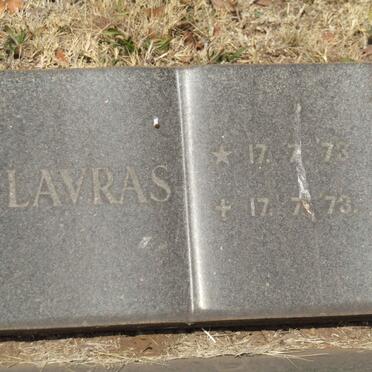 LAVRAS
★ 17. 7. 73.
✝ 17. 7. 73.